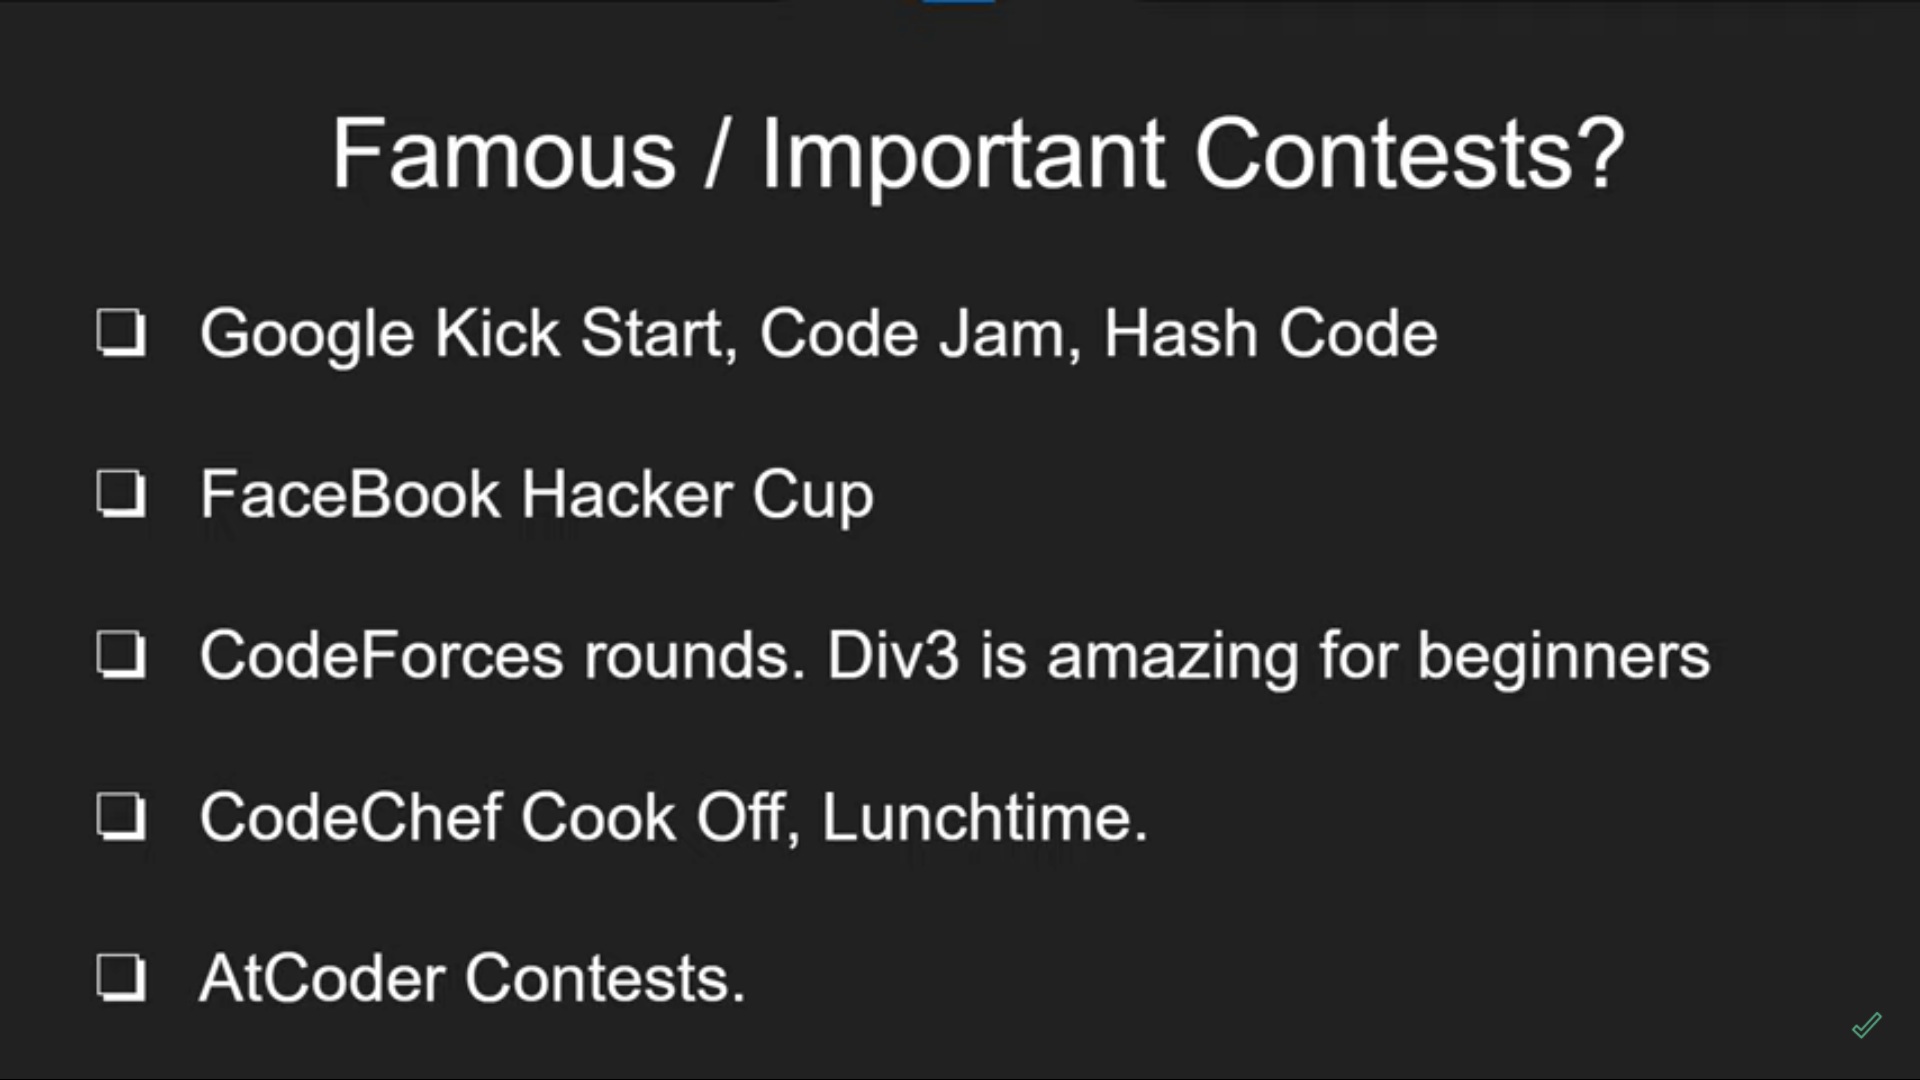 Famous / Important Contests?
Google Kick Start, Code Jam, Hash Code
FaceBook Hacker Cup
CodeForces rounds. Div3 is amazing for beginners
CodeChef Cook Off, Lunchtime.
AtCoder Contests.